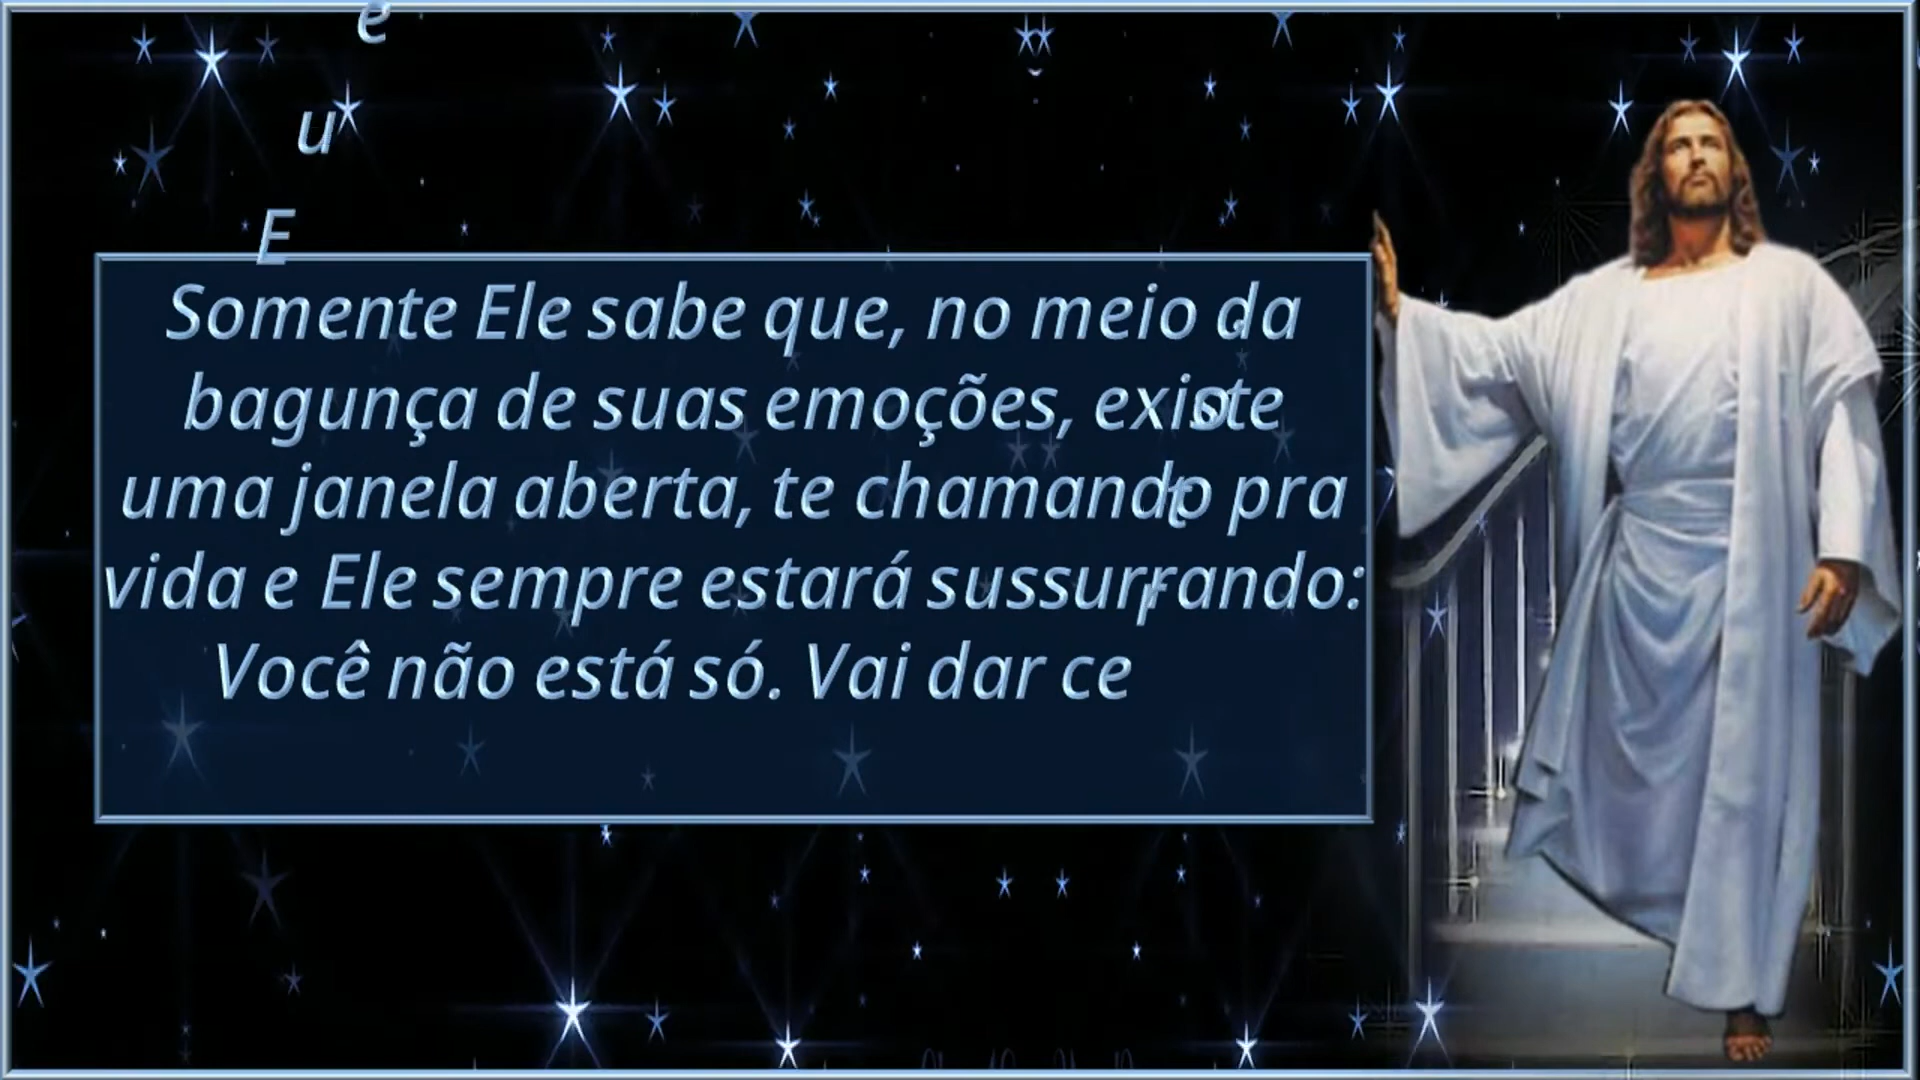 e
u
E
Somente Ele sabe que, no meio da
bagunça de suas emoções, existe
uma janela aberta, te chamando pra
vida e Ele sempre estará sussurrando:
Você não está só. Vai dar ce
r
t
o
.